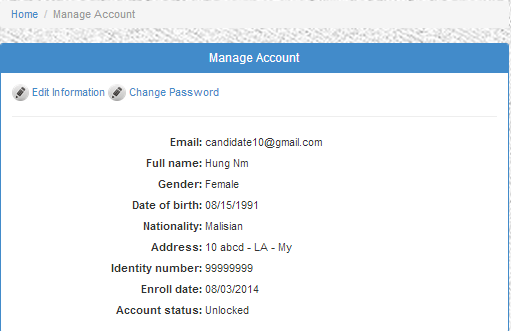 Home / Manage Account
Manage Account
Edit Information Change Password
Email: candidate10@gmail.com
Full name: Hung Nm
Gender: Female
Date of birth: 08/15/1991
Nationality: Malisian
Address: 10 abcd - LA - My
Identity number: 99999999
Enroll date: 08/03/2014
Account status: Unlocked